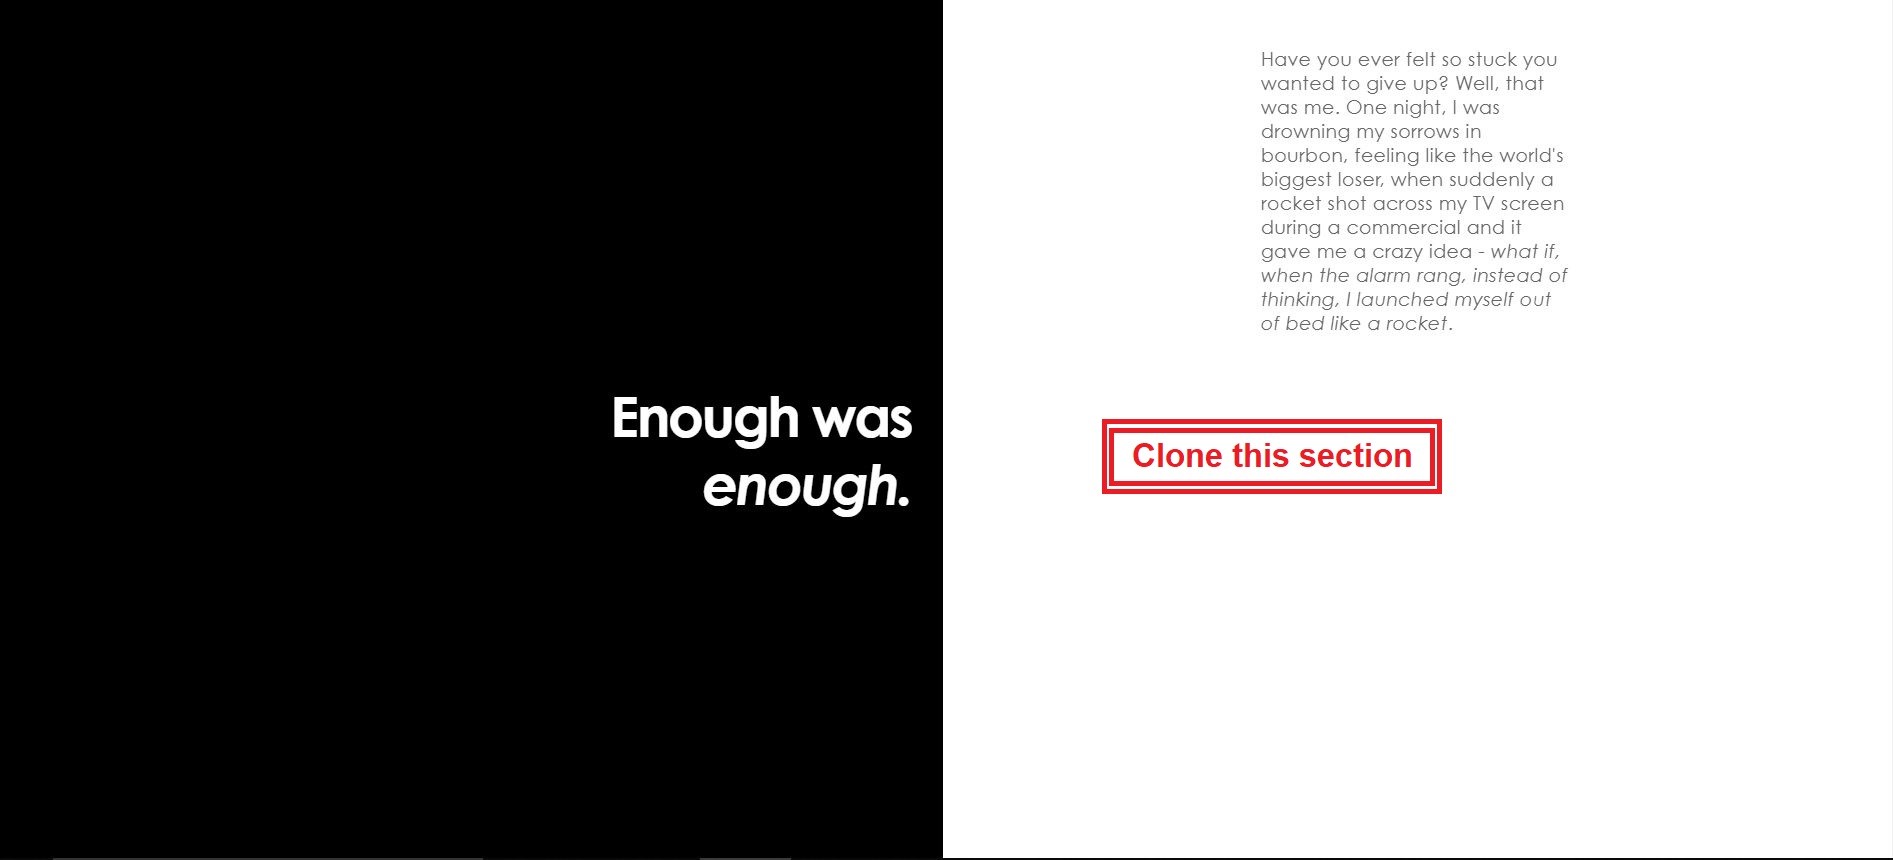 Enough was
enough.
Have you ever felt so stuck you
wanted to give up? Well, that
was me. One night, I was
drowning my sorrows in
bourbon, feeling like the world's
biggest loser, when suddenly a
rocket shot across my TV screen
during a commercial and it
gave me a crazy idea - what if,
when the alarm rang, instead of
thinking, I launched myself out
of bed like a rocket.
Clone this section